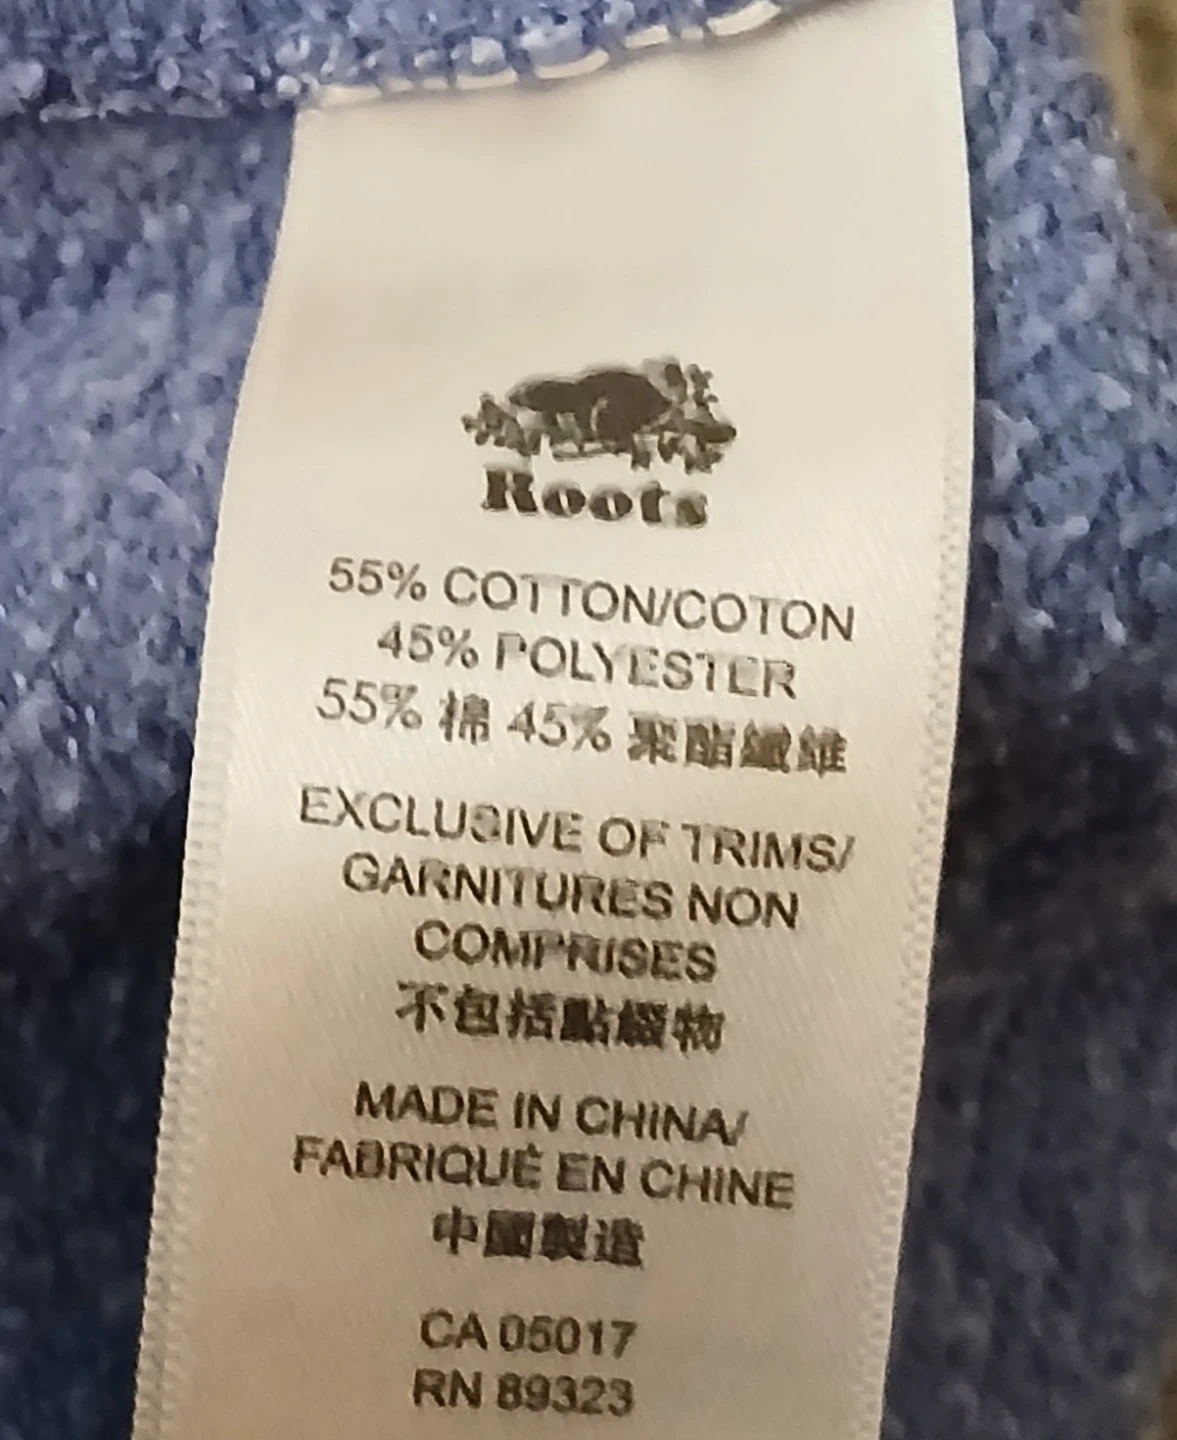 Roots
55% COTTON/COTON
45% POLYESTER
55% 棉 45% 聚酯纖維
EXCLUSIVE OF TRIMS/
GARNITURES NON
COMPRISES
不包括點綴物
MADE IN CHINA/
FABRIQUÉ EN CHINE
中國製造
CA 05017
RN 89323